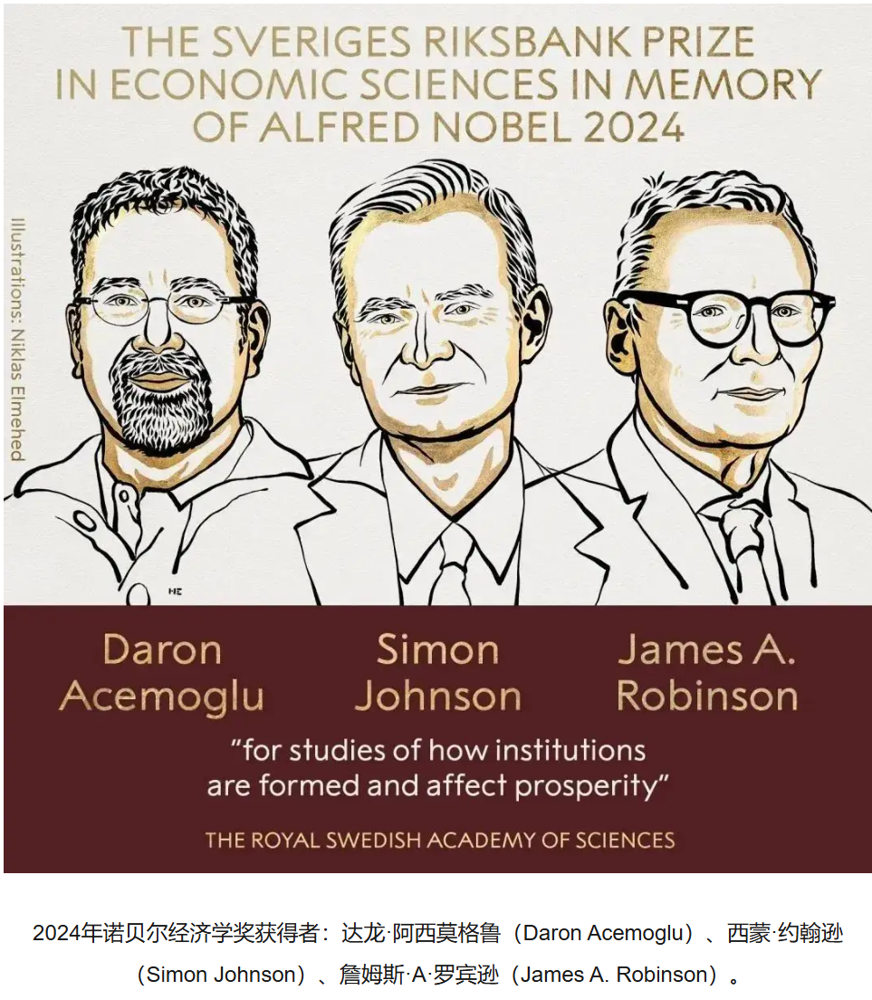 THE SVERIGES RIKSBANK PRIZE
IN ECONOMIC SCIENCES IN MEMORY
OF ALFRED NOBEL 2024
Illustrations: Niklas Elmehed
HE
Daron
Acemoglu
Simon
Johnson
James A.
Robinson
"for studies of how institutions
are formed and affect prosperity"
THE ROYAL SWEDISH ACADEMY OF SCIENCES
2024年诺贝尔经济学奖获得者：达龙·阿西莫格鲁（Daron Acemoglu）、西蒙·约翰逊
（Simon Johnson）、詹姆斯·A·罗宾逊（James A. Robinson）。